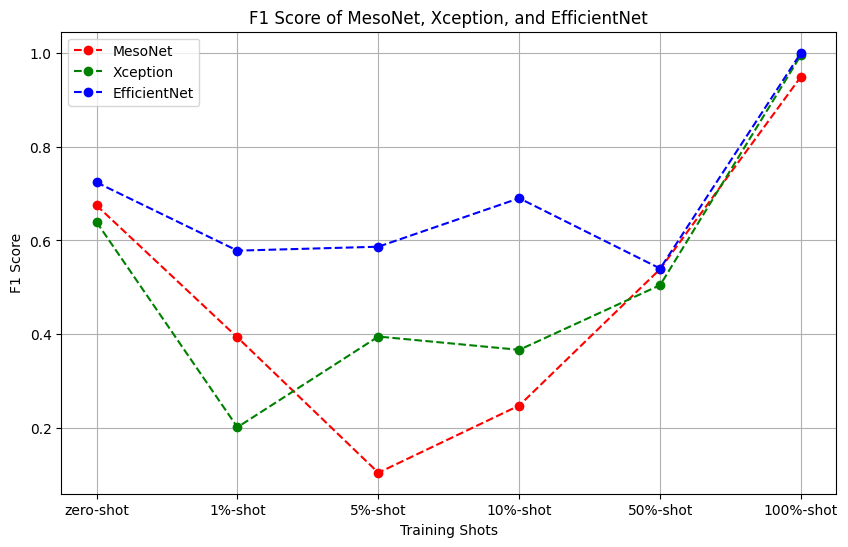 F1 Score of MesoNet, Xception, and EfficientNet
MesoNet
Xception
EfficientNet
1.0
0.8
0.6
0.4
0.2
F1 Score
zero-shot 1%-shot 5%-shot 10%-shot 50%-shot 100%-shot
Training Shots